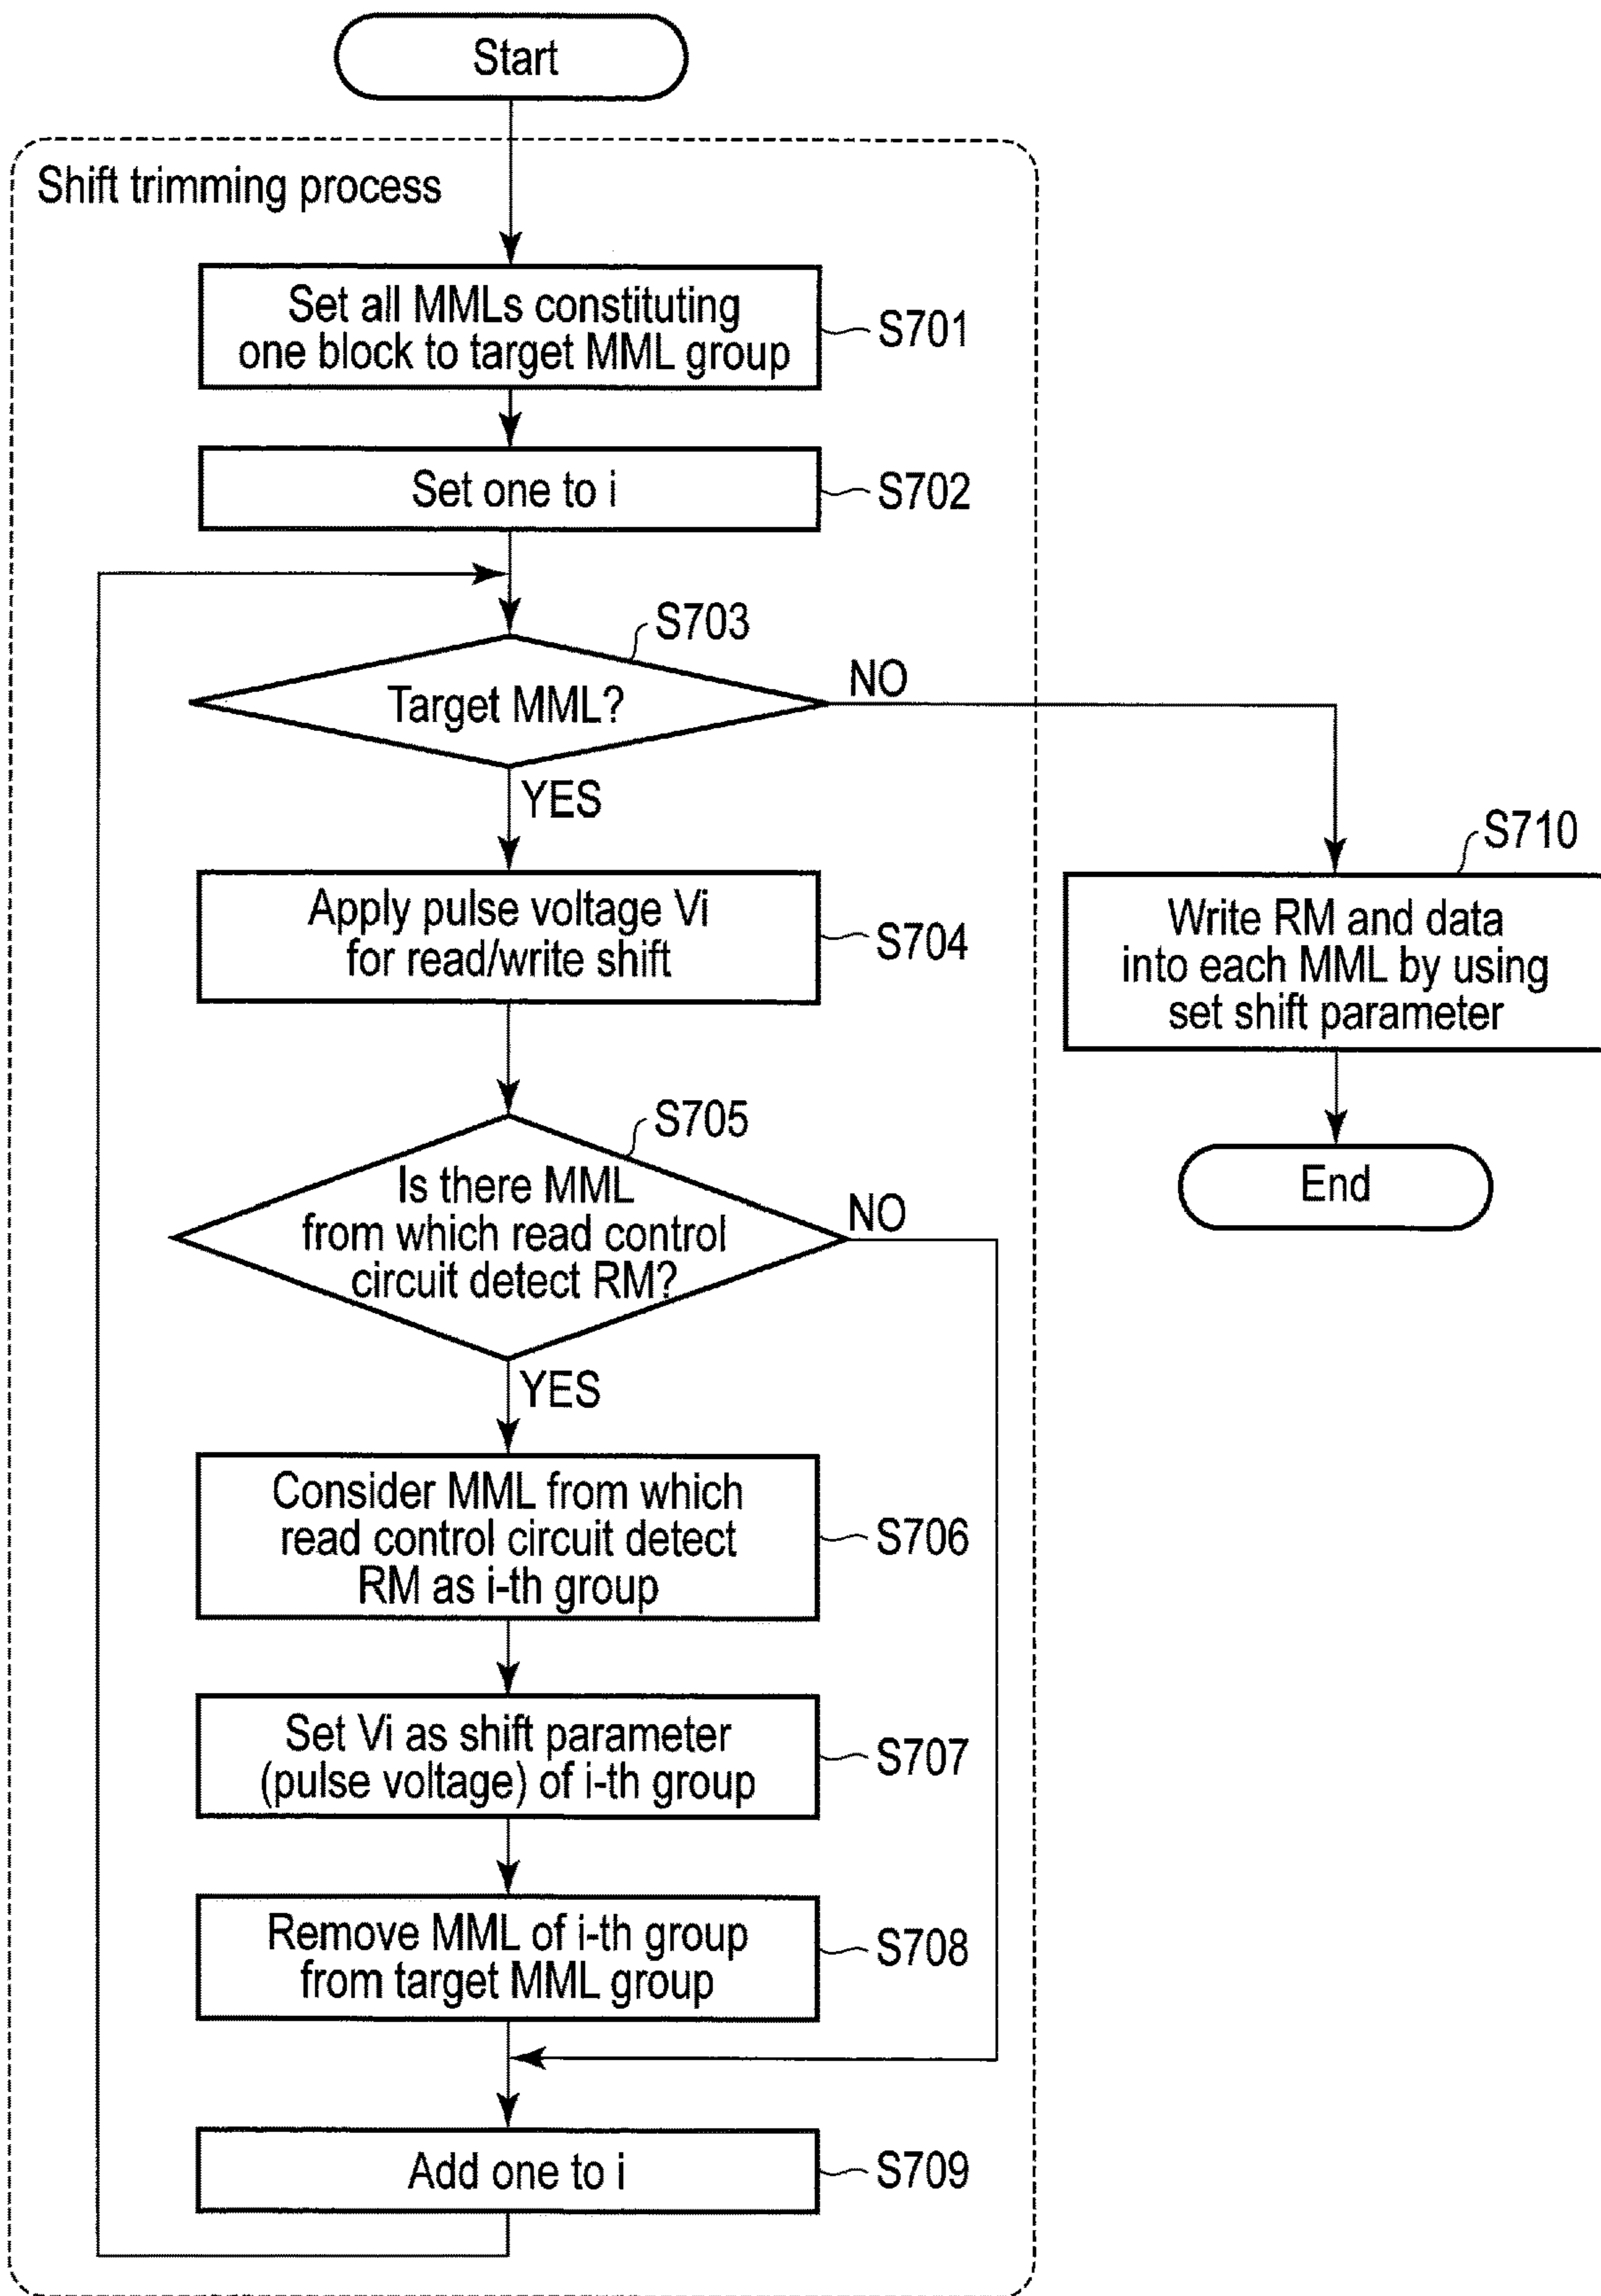 Start
Shift trimming process
Set all MMLs constituting
one block to target MML group
S701
Set one to i
S702
S703
Target MML?
NO
YES
Apply pulse voltage Vi
for read/write shift
S704
S710
Write RM and data
into each MML by using
set shift parameter
End
S705
Is there MML
from which read control
circuit detect RM?
NO
YES
Consider MML from which
read control circuit detect
RM as i-th group
S706
Set Vi as shift parameter
(pulse voltage) of i-th group
S707
Remove MML of i-th group
from target MML group
S708
Add one to i
S709